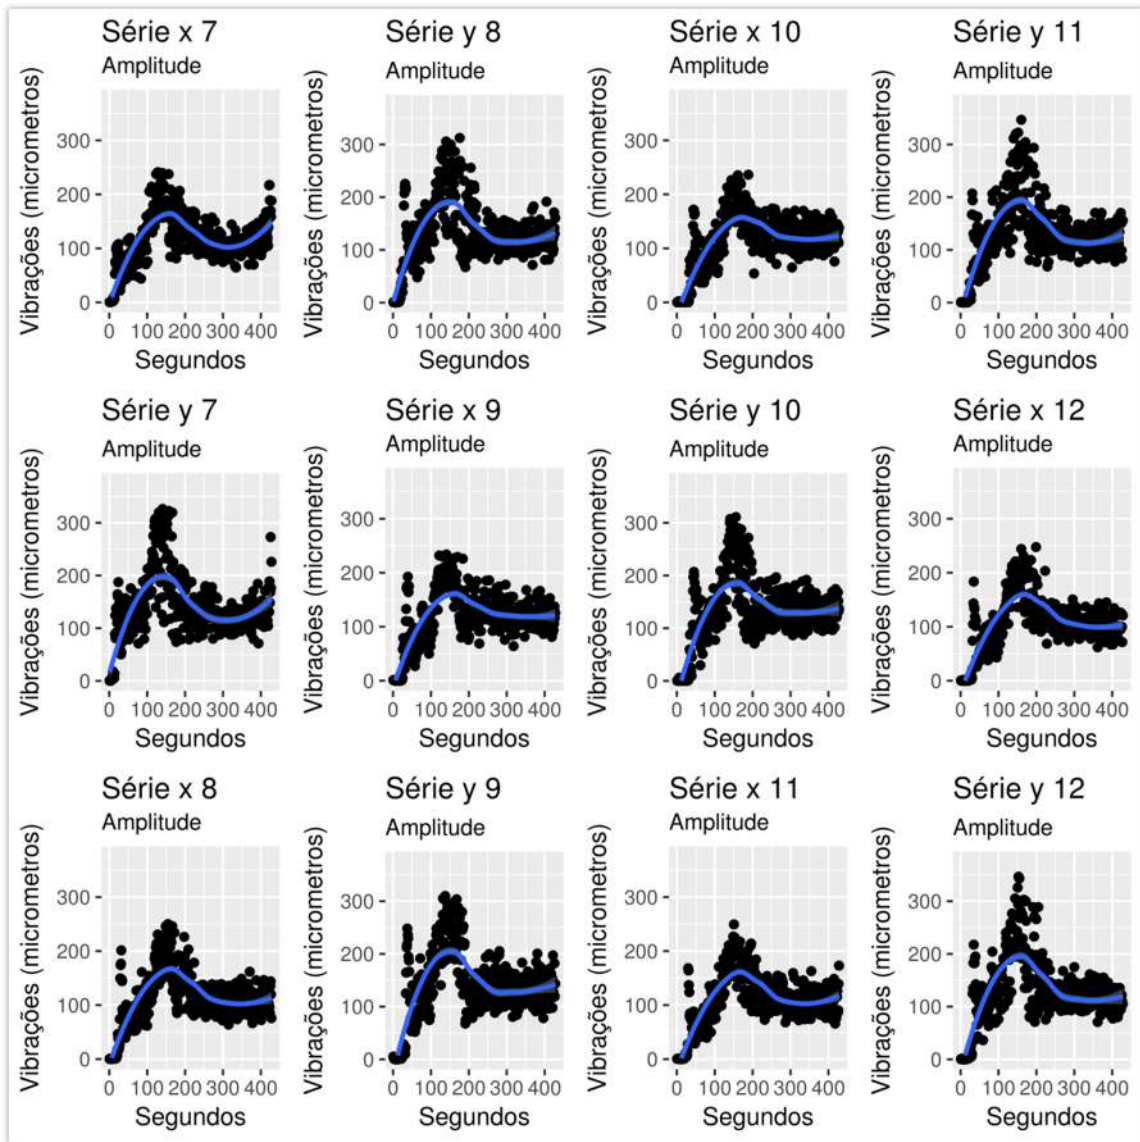 Série x 7
Amplitude
Vibrações (micrometros)
300
200
100
0
0 100 200 300 400
Segundos
Série y 8
Amplitude
Vibrações (micrometros)
300
200
100
0
0 100 200 300 400
Segundos
Série x 10
Amplitude
Vibrações (micrometros)
300
200
100
0
0 100 200 300 400
Segundos
Série y 11
Amplitude
Vibrações (micrometros)
300
200
100
0
0 100 200 300 400
Segundos
Série y 7
Amplitude
Vibrações (micrometros)
300
200
100
0
0 100 200 300 400
Segundos
Série x 9
Amplitude
Vibrações (micrometros)
300
200
100
0
0 100 200 300 400
Segundos
Série y 10
Amplitude
Vibrações (micrometros)
300
200
100
0
0 100 200 300 400
Segundos
Série x 12
Amplitude
Vibrações (micrometros)
300
200
100
0
0 100 200 300 400
Segundos
Série x 8
Amplitude
Vibrações (micrometros)
300
200
100
0
0 100 200 300 400
Segundos
Série y 9
Amplitude
Vibrações (micrometros)
300
200
100
0
0 100 200 300 400
Segundos
Série x 11
Amplitude
Vibrações (micrometros)
300
200
100
0
0 100 200 300 400
Segundos
Série y 12
Amplitude
Vibrações (micrometros)
300
200
100
0
0 100 200 300 400
Segundos